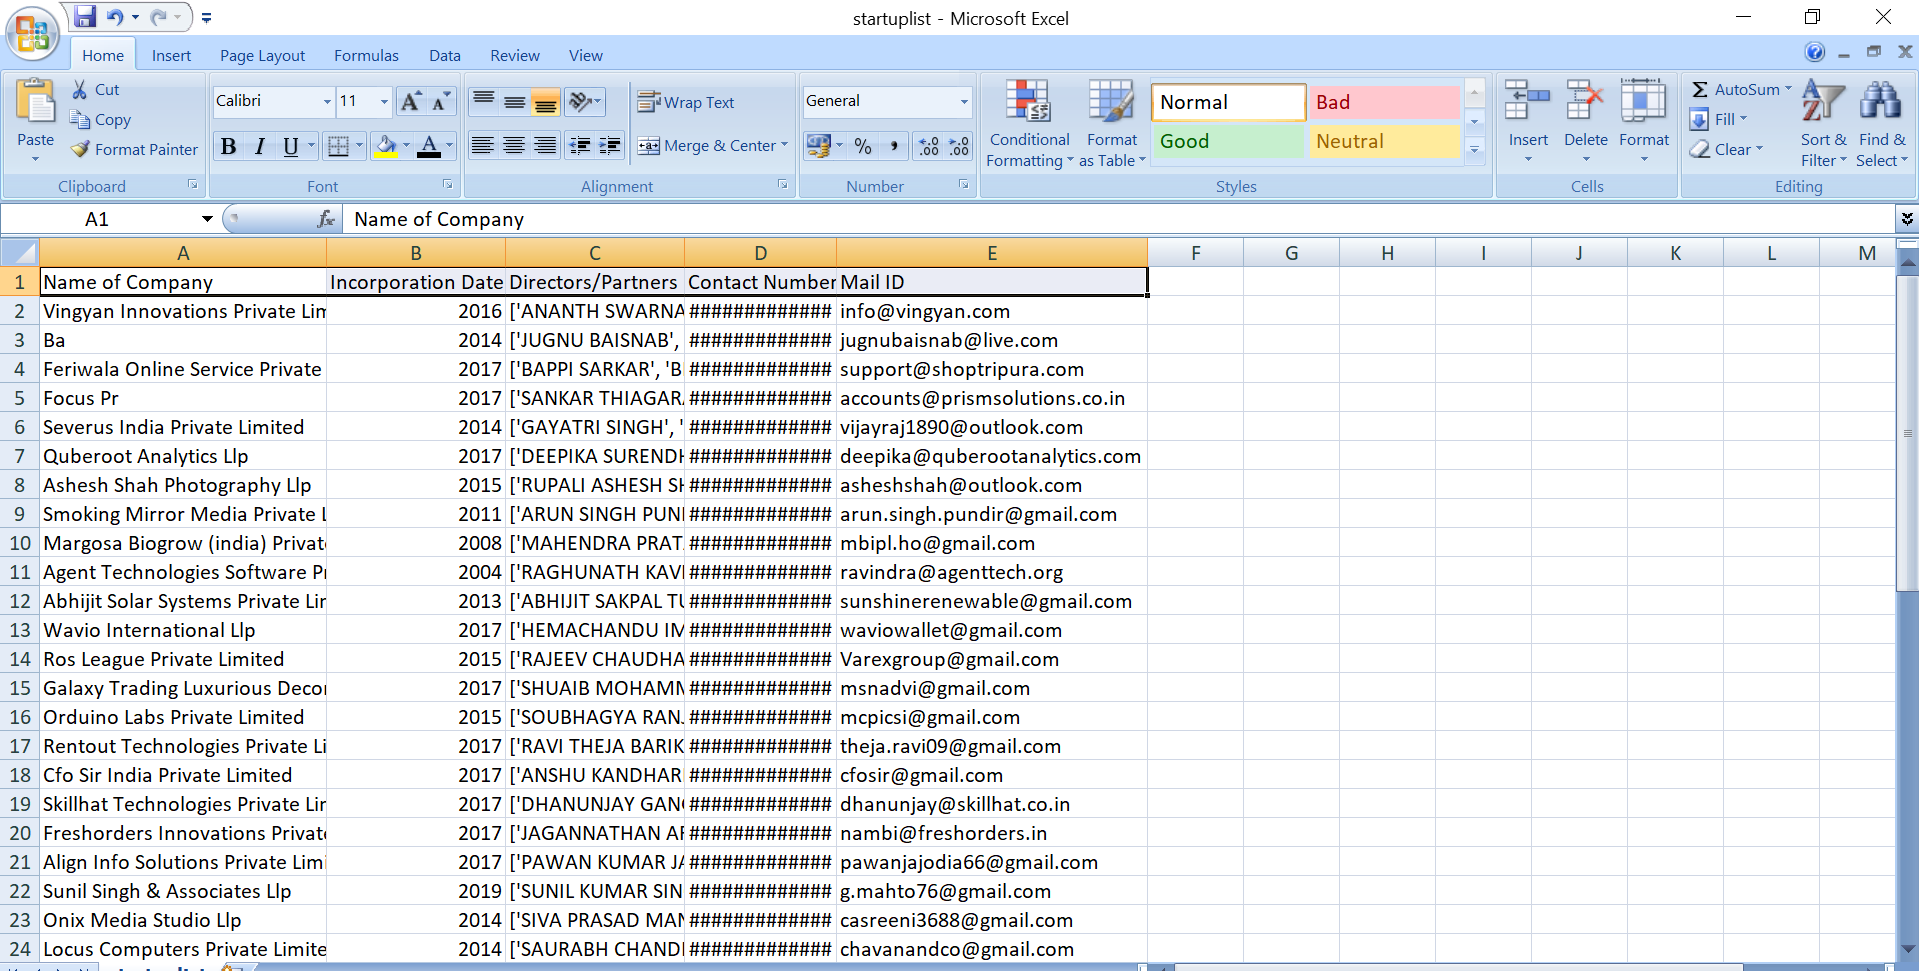 startuplist - Microsoft Excel
Home Insert Page Layout Formulas Data Review View
Paste
Cut
Copy
Format Painter
Clipboard
Calibri 11
B I U A
Font
Wrap Text
Merge & Center
Alignment
General
% , .00 .00
Number
Conditional Formatting
Format as Table
Normal Bad
Good Neutral
Styles
Insert Delete Format
Cells
Σ AutoSum
Fill
Clear
Sort & Filter
Find & Select
Editing
A1 fx Name of Company
A B C D E F G H I J K L M
1 Name of Company Incorporation Date Directors/Partners Contact Number Mail ID
2 Vingyan Innovations Private Lim 2016 ['ANANTH SWARNA ############# info@vingyan.com
3 Ba 2014 ['JUGNU BAISNAB', ############# jugnubaisnab@live.com
4 Feriwala Online Service Private 2017 ['BAPPI SARKAR', 'B ############# support@shoptripura.com
5 Focus Pr 2017 ['SANKAR THIAGAR ############# accounts@prismsolutions.co.in
6 Severus India Private Limited 2014 ['GAYATRI SINGH', ' ############# vijayraj1890@outlook.com
7 Quberoot Analytics Llp 2017 ['DEEPIKA SURENDH ############# deepika@quberootanalytics.com
8 Ashesh Shah Photography Llp 2015 ['RUPALI ASHESH SH ############# asheshshah@outlook.com
9 Smoking Mirror Media Private L 2011 ['ARUN SINGH PUN ############# arun.singh.pundir@gmail.com
10 Margosa Biogrow (india) Privat 2008 ['MAHENDRA PRAT ############# mbipl.ho@gmail.com
11 Agent Technologies Software Pr 2004 ['RAGHUNATH KAV ############# ravindra@agenttech.org
12 Abhijit Solar Systems Private Lir 2013 ['ABHIJIT SAKPAL TU ############# sunshinerenewable@gmail.com
13 Wavio International Llp 2017 ['HEMACHANDU IM ############# waviowallet@gmail.com
14 Ros League Private Limited 2015 ['RAJEEV CHAUDHA ############# Varexgroup@gmail.com
15 Galaxy Trading Luxurious Decor 2017 ['SHUAIB MOHAMM ############# msnadvi@gmail.com
16 Orduino Labs Private Limited 2015 ['SOUBHAGYA RAN ############# mcpicsi@gmail.com
17 Rentout Technologies Private Li 2017 ['RAVI THEJA BARIK ############# theja.ravi09@gmail.com
18 Cfo Sir India Private Limited 2017 ['ANSHU KANDHAR ############# cfosir@gmail.com
19 Skillhat Technologies Private Lir 2017 ['DHANUNJAY GANG ############# dhanunjay@skillhat.co.in
20 Freshorders Innovations Privat 2017 ['JAGANNATHAN AR ############# nambi@freshorders.in
21 Align Info Solutions Private Limi 2017 ['PAWAN KUMAR JA ############# pawanjajodia66@gmail.com
22 Sunil Singh & Associates Llp 2019 ['SUNIL KUMAR SIN ############# g.mahto76@gmail.com
23 Onix Media Studio Llp 2014 ['SIVA PRASAD MAN ############# casreeni3688@gmail.com
24 Locus Computers Private Limite 2014 ['SAURABH CHAND ############# chavanandco@gmail.com